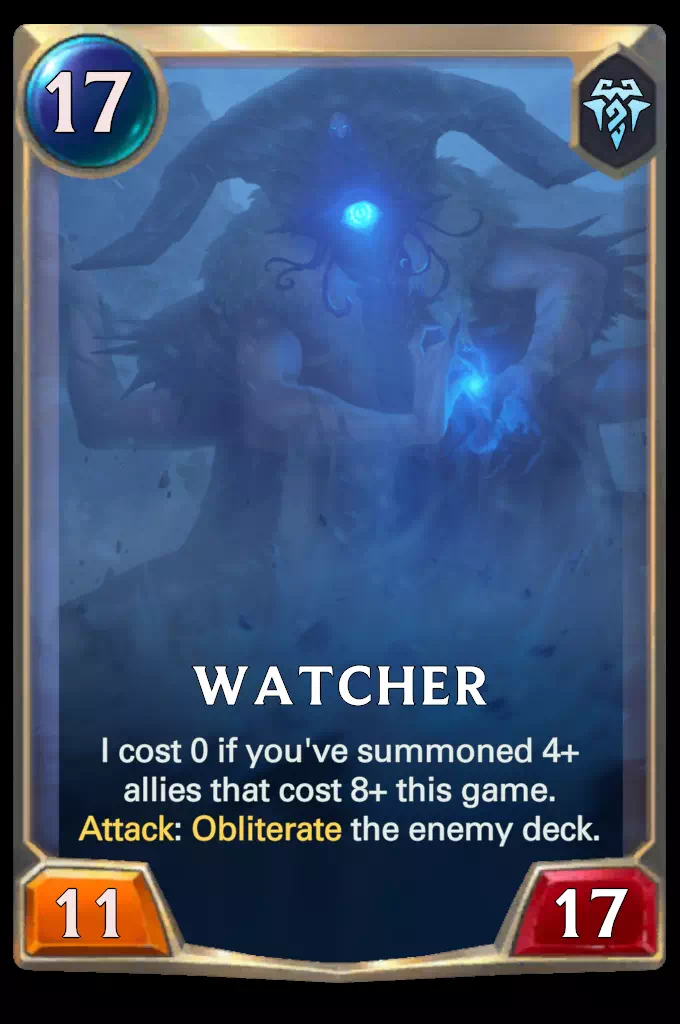 17
WATCHER
I cost 0 if you've summoned 4+
allies that cost 8+ this game.
Attack: Obliterate the enemy deck.
11
17